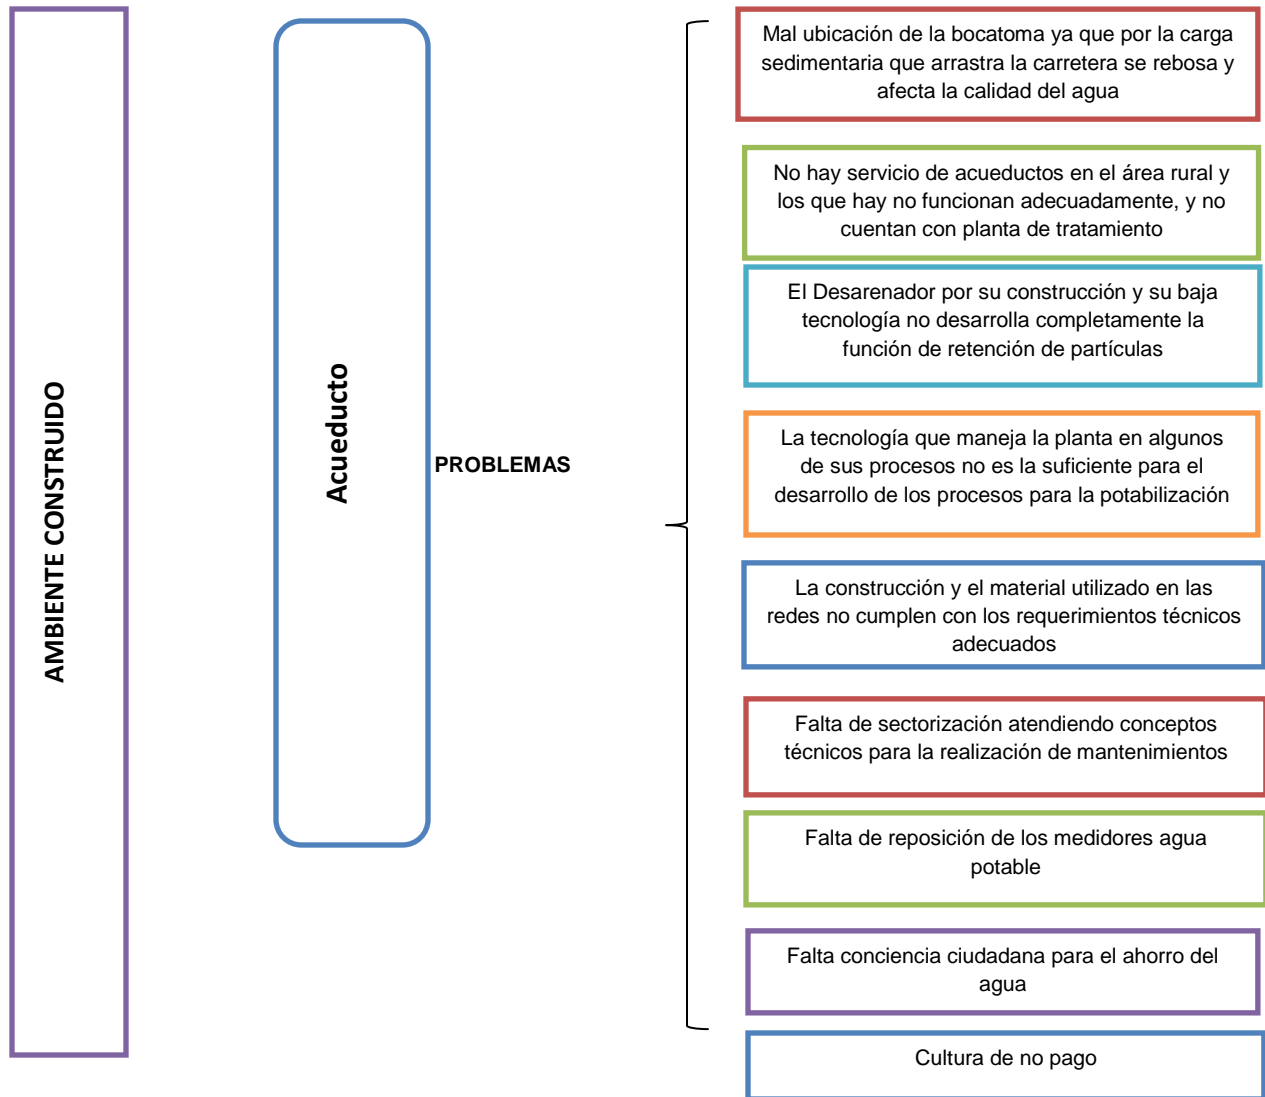 AMBIENTE CONSTRUIDO
Acueducto
PROBLEMAS
Mal ubicación de la bocatoma ya que por la carga
sedimentaria que arrastra la carretera se rebosa y
afecta la calidad del agua
No hay servicio de acueductos en el área rural y
los que hay no funcionan adecuadamente, y no
cuentan con planta de tratamiento
El Desarenador por su construcción y su baja
tecnología no desarrolla completamente la
función de retención de partículas
La tecnología que maneja la planta en algunos
de sus procesos no es la suficiente para el
desarrollo de los procesos para la potabilización
La construcción y el material utilizado en las
redes no cumplen con los requerimientos técnicos
adecuados
Falta de sectorización atendiendo conceptos
técnicos para la realización de mantenimientos
Falta de reposición de los medidores agua
potable
Falta conciencia ciudadana para el ahorro del
agua
Cultura de no pago